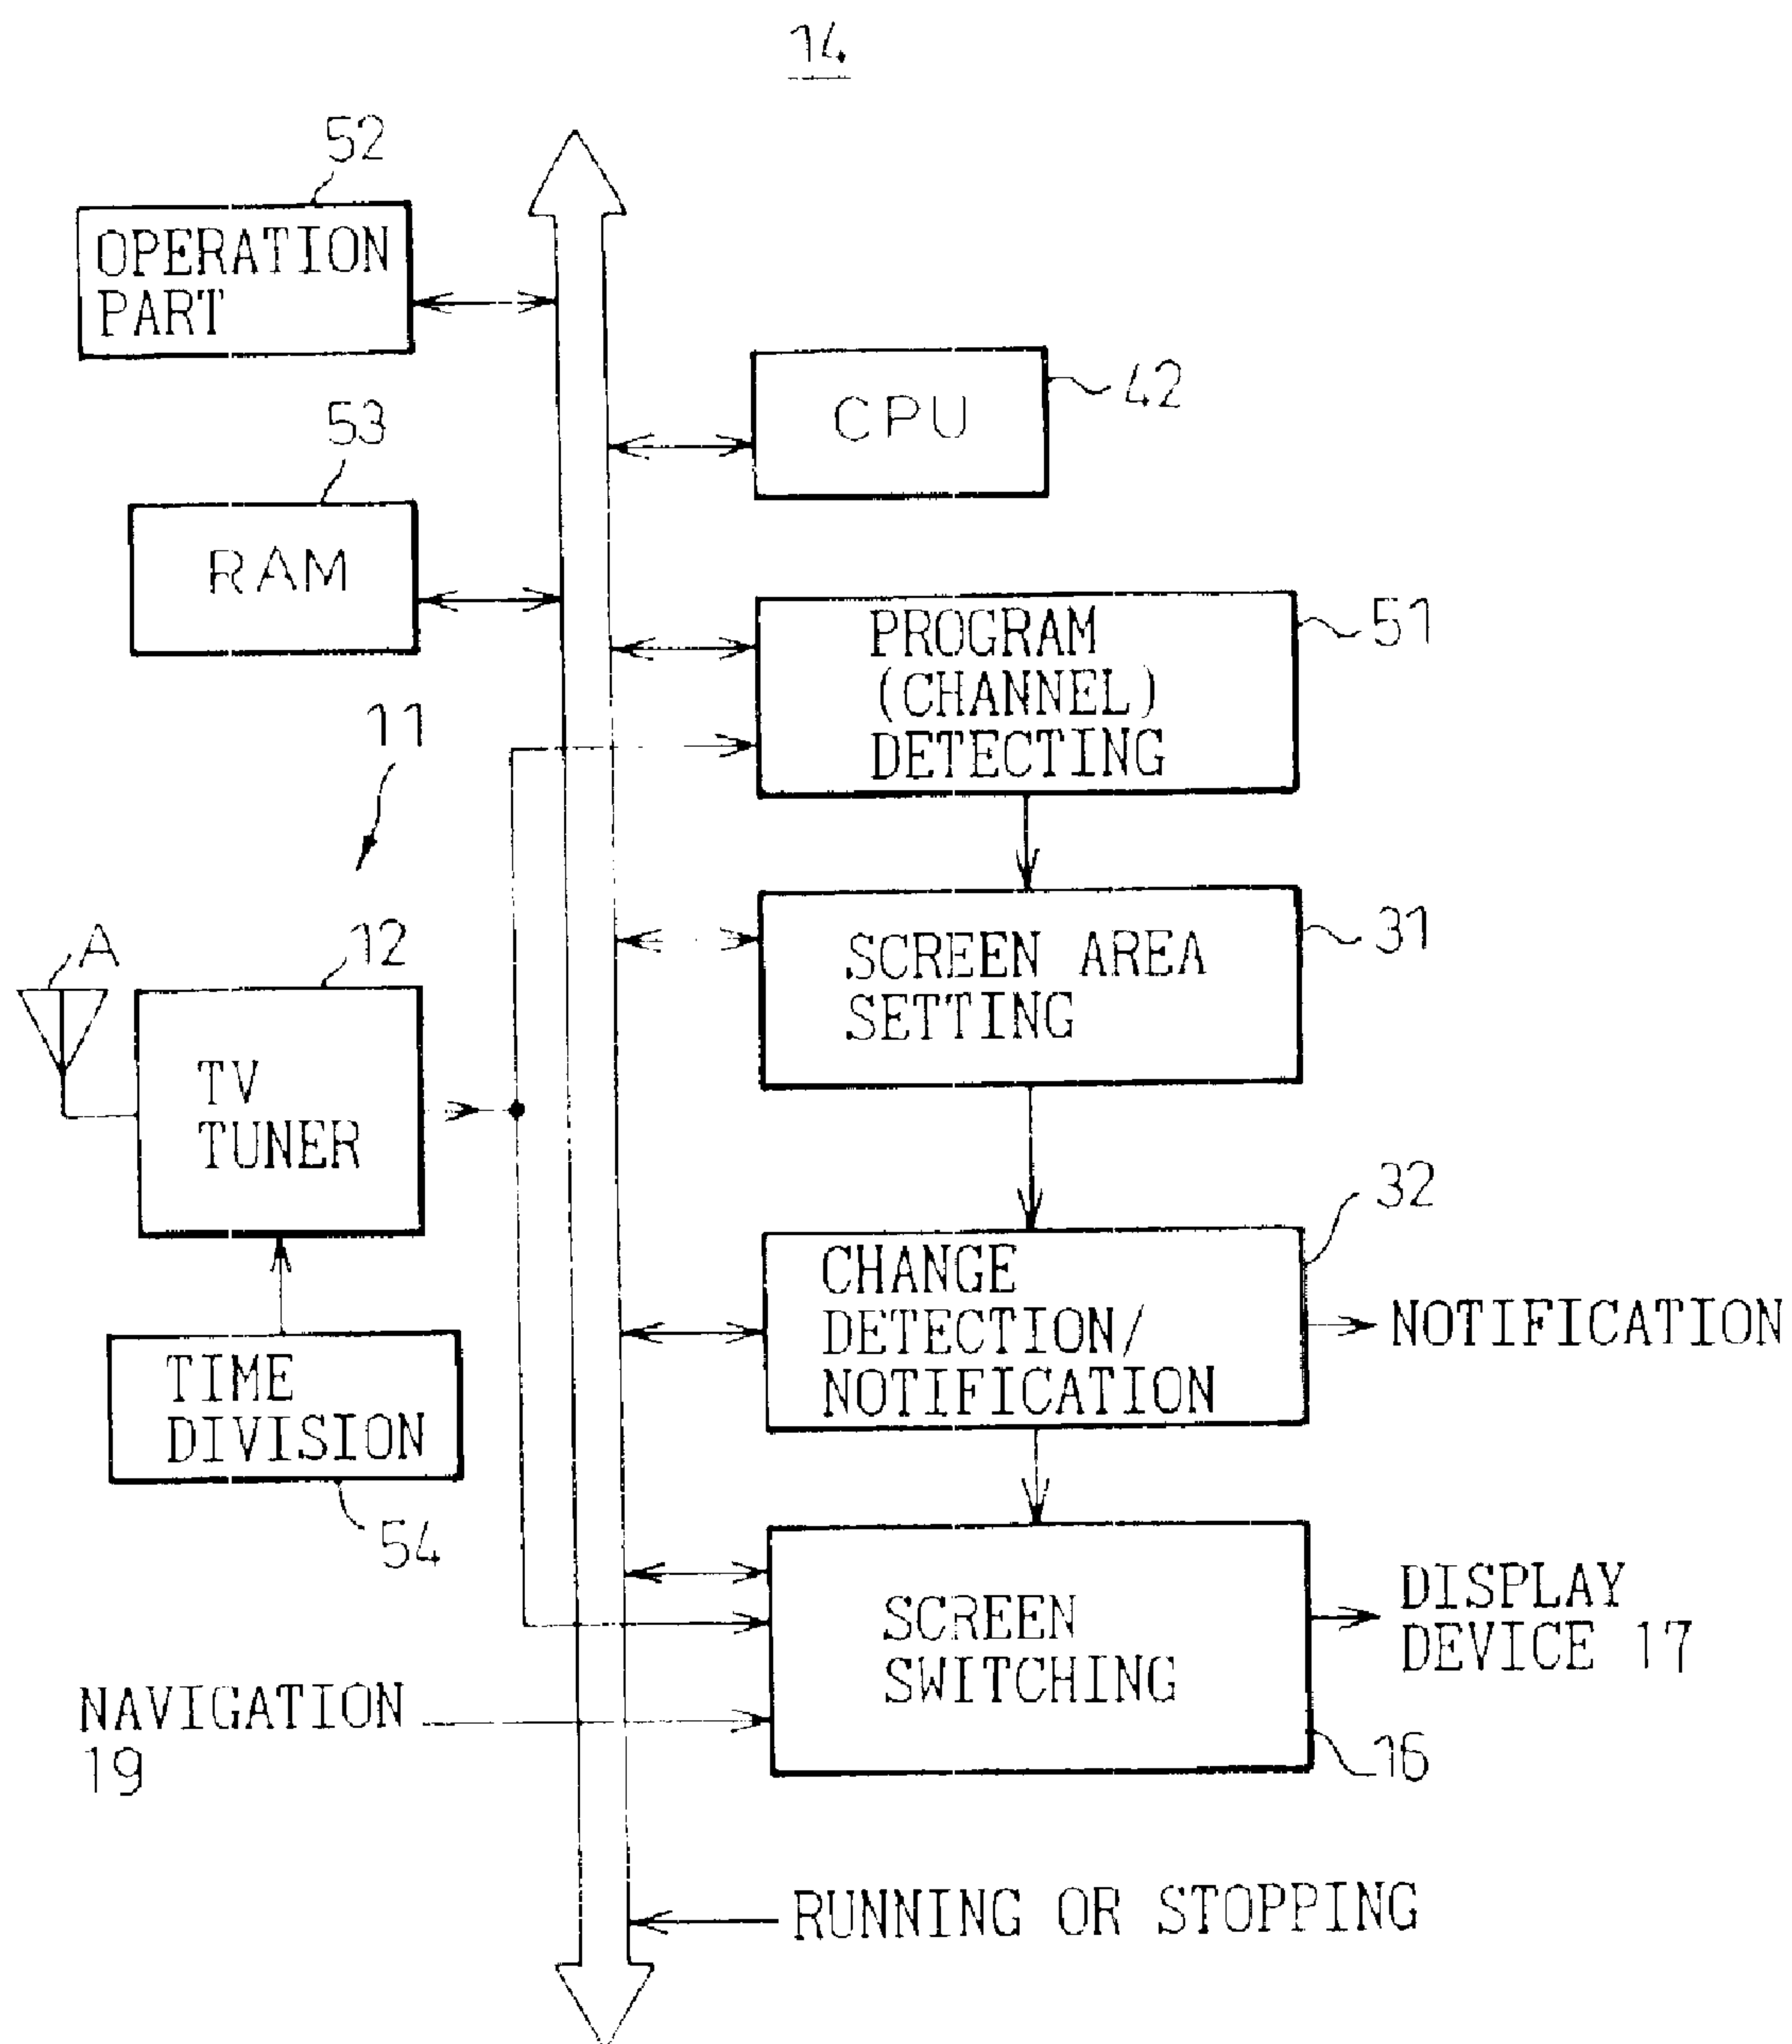 14
52
OPERATION
PART
CPU
42
53
RAM
PROGRAM
(CHANNEL)
DETECTING
51
11
SCREEN AREA
SETTING
31
A
12
TV
TUNER
32
CHANGE
DETECTION/
NOTIFICATION
NOTIFICATION
TIME
DIVISION
54
SCREEN
SWITCHING
DISPLAY
DEVICE 17
NAVIGATION
19
16
RUNNING OR STOPPING